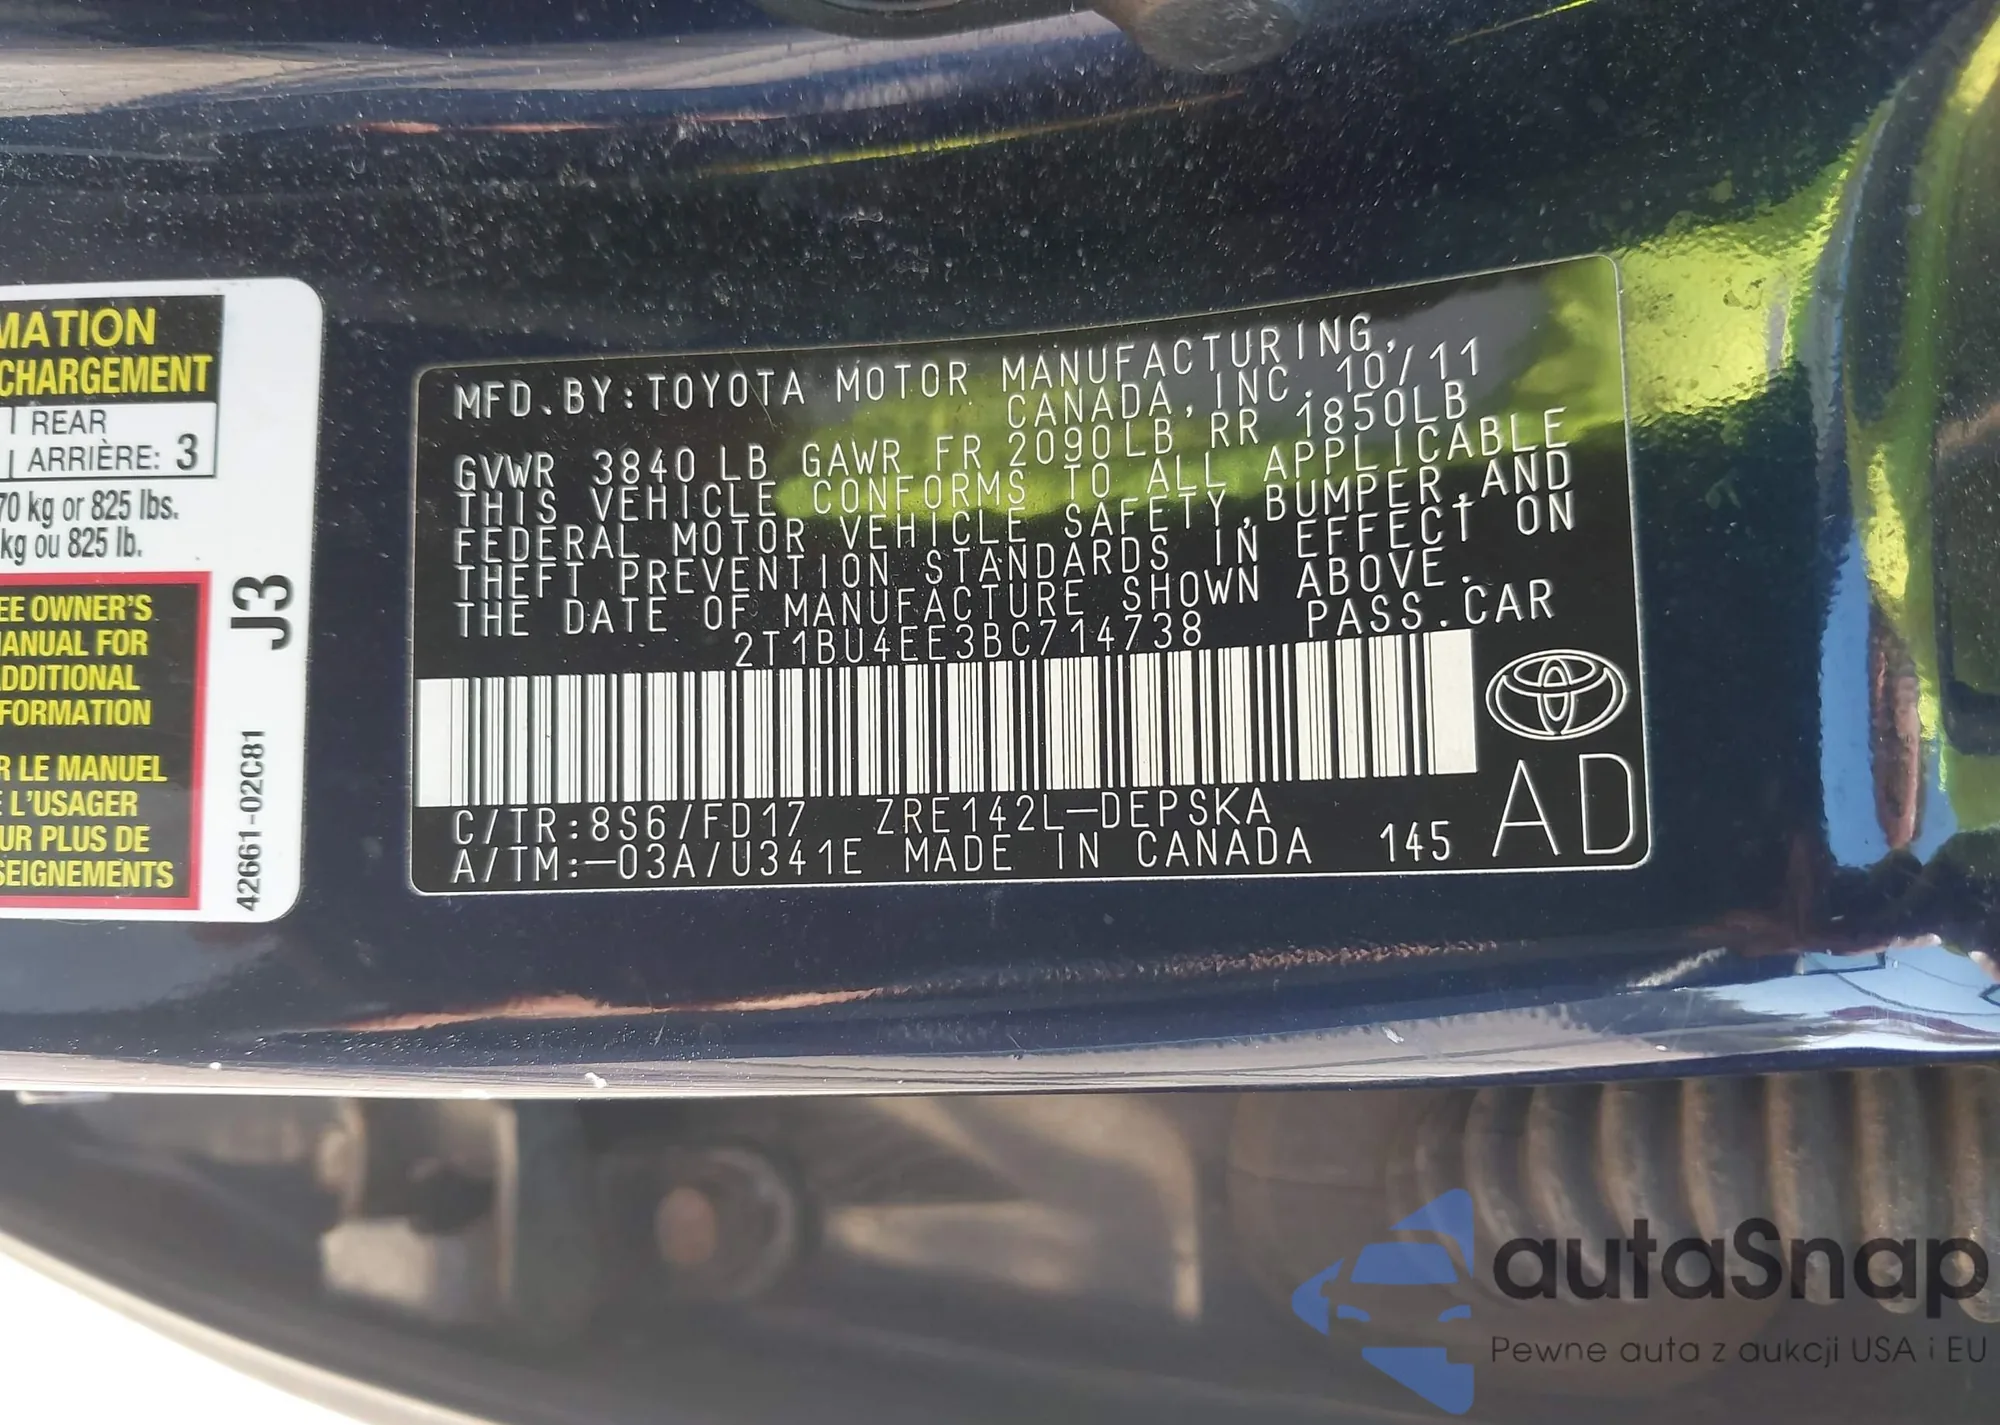 MATION
CHARGEMENT
REAR
ARRIÈRE: 3
70 kg or 825 lbs.
kg ou 825 lb.
EE OWNER'S
ANUAL FOR
DDITIONAL
FORMATION
R LE MANUEL
E L'USAGER
UR PLUS DE
SEIGNEMENTS
J3
42661-02C81
MFD.BY:TOYOTA MOTOR MANUFACTURING,
CANADA, INC. 10/11
GVWR 3840 LB GAWR FR 2090LB RR 1850LB
THIS VEHICLE CONFORMS TO ALL APPLICABLE
FEDERAL MOTOR VEHICLE SAFETY,BUMPER,AND
THEFT PREVENTION STANDARDS IN EFFECT ON
THE DATE OF MANUFACTURE SHOWN ABOVE.
2T1BU4EE3BC714738 PASS.CAR
C/TR:8S6/FD17 ZRE142L-DEPSKA
A/TM:-03A/U341E MADE IN CANADA 145
AD
autaSnap
Pewne auta z aukcji USA i EU